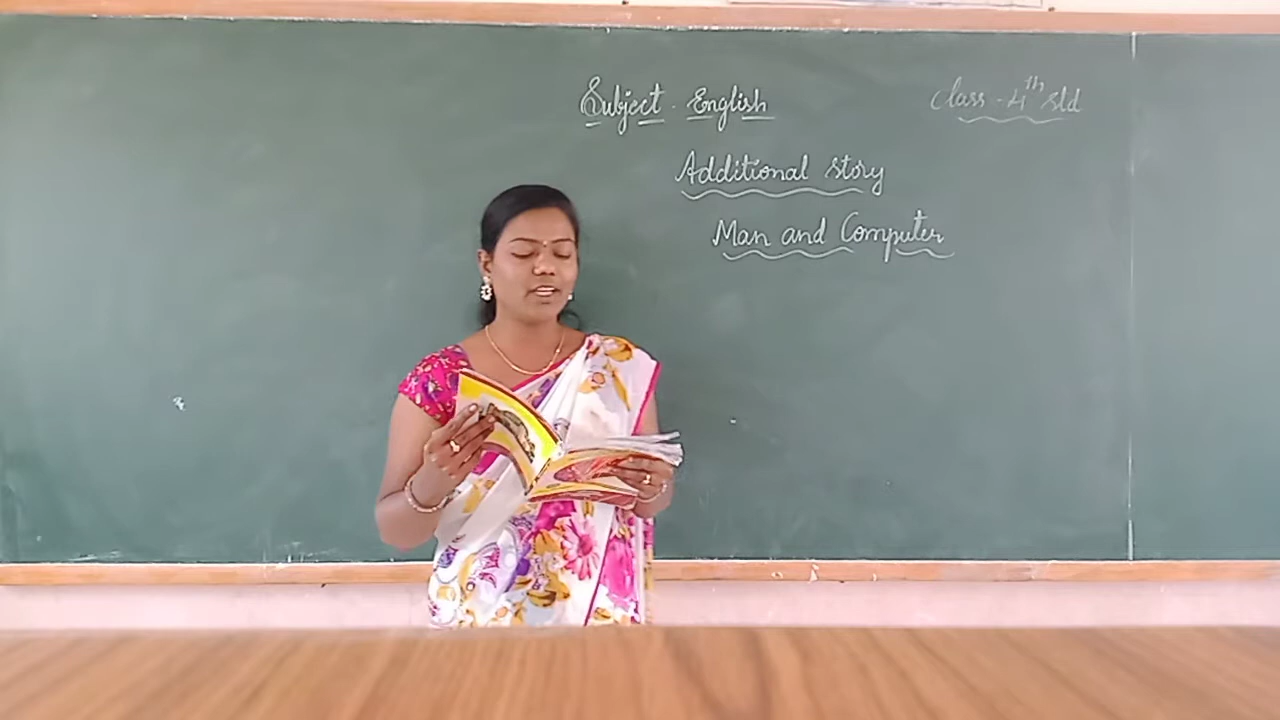 Subject - English
Class - 4th std
Additional story
Man and Computer